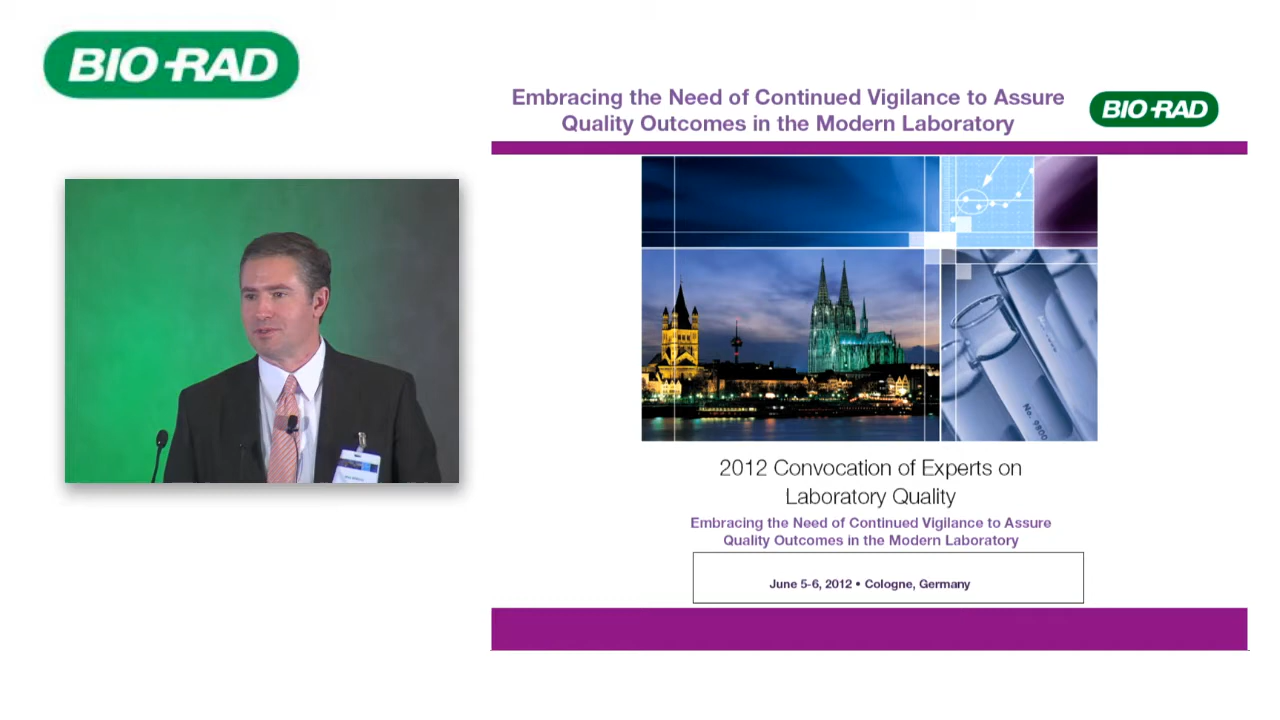 BIO-RAD
Embracing the Need of Continued Vigilance to Assure
Quality Outcomes in the Modern Laboratory
BIO-RAD
No. 9800
2012 Convocation of Experts on
Laboratory Quality
Embracing the Need of Continued Vigilance to Assure
Quality Outcomes in the Modern Laboratory
June 5-6, 2012 • Cologne, Germany